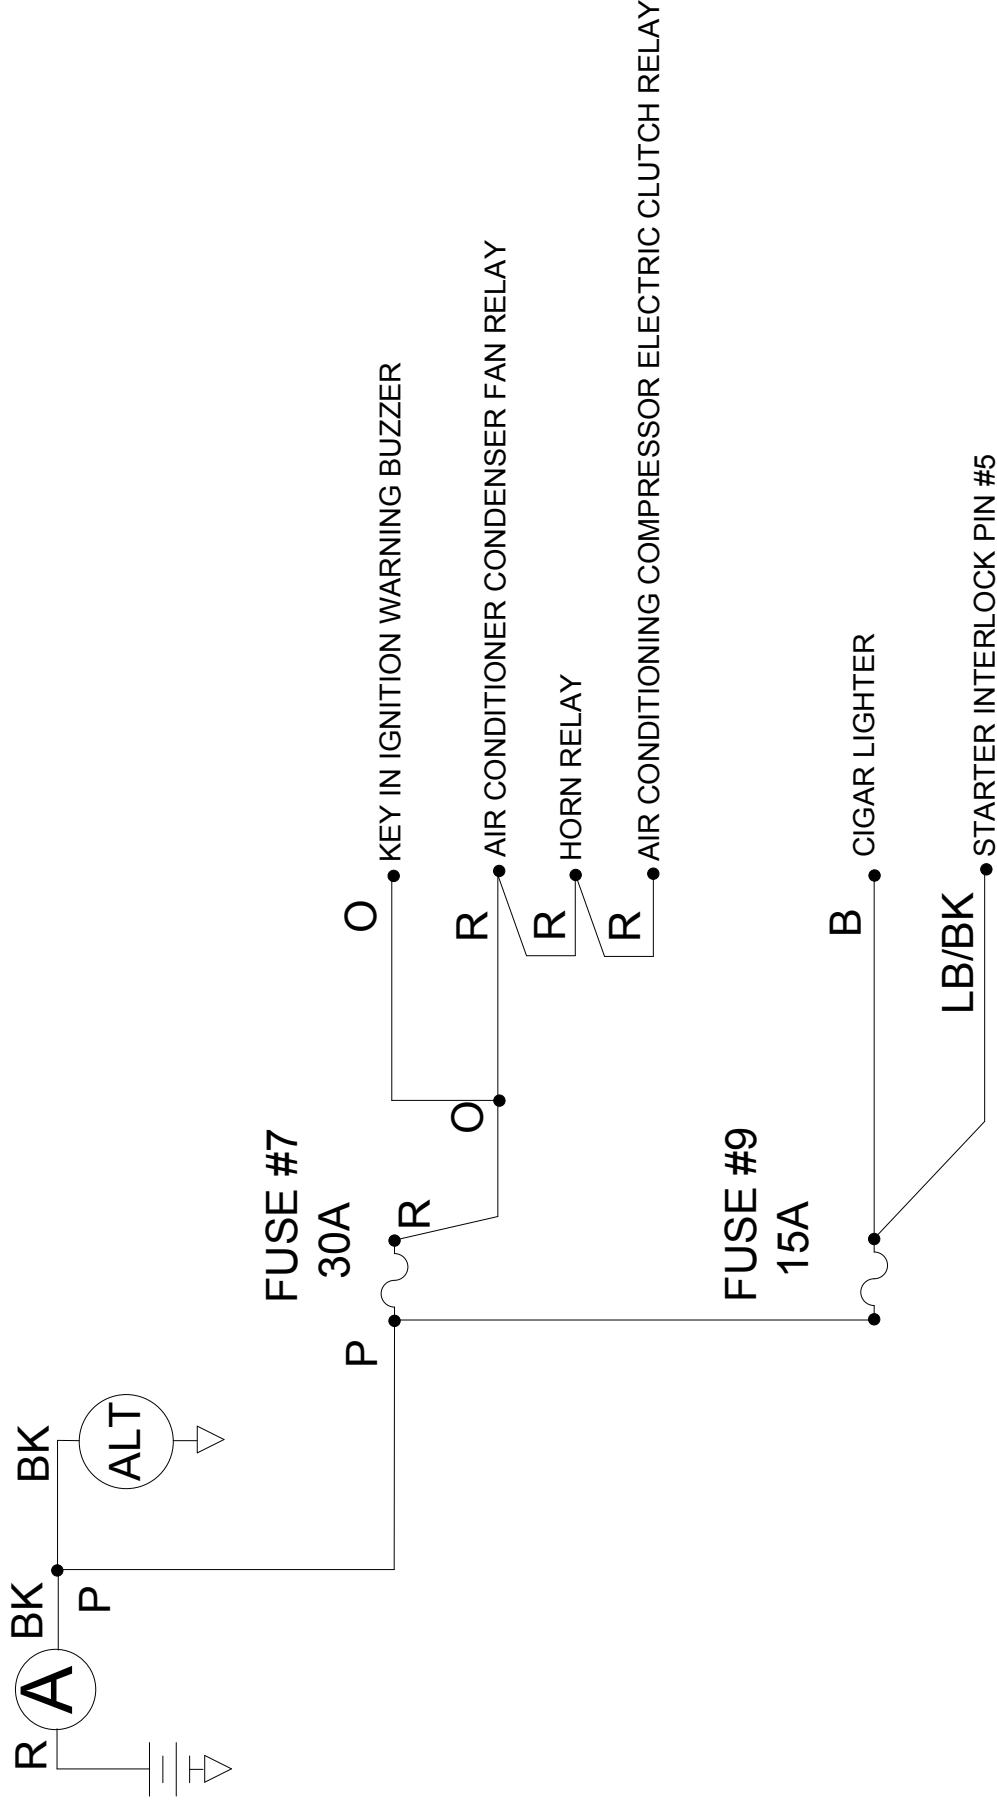 R
A
BK
P
BK
ALT
P
FUSE #7
30A
R
O
O
KEY IN IGNITION WARNING BUZZER
R
AIR CONDITIONER CONDENSER FAN RELAY
R
HORN RELAY
R
AIR CONDITIONING COMPRESSOR ELECTRIC CLUTCH RELAY
FUSE #9
15A
B
CIGAR LIGHTER
LB/BK
STARTER INTERLOCK PIN #5